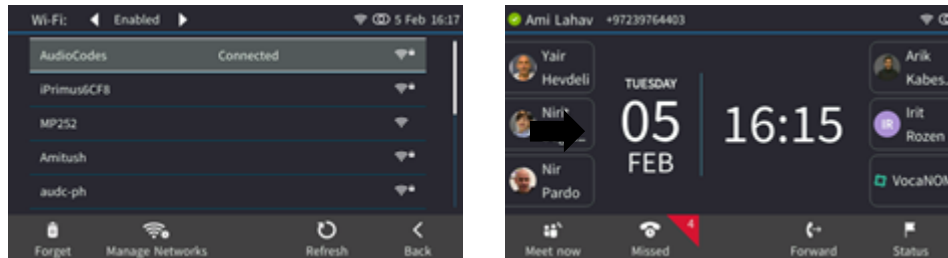 Wi-Fi: Enabled 5 Feb 16:17
AudioCodes Connected
iPrimus6CF8
MP252
Amitush
audc-ph
Forget Manage Networks Refresh Back
Ami Lahav +97239764403
Yair
Hevdeli
TUESDAY
05
FEB
16:15
Nir
Pardo
Arik
Kabes.
IR
Irit
Rozen
VocaNOM
4
Meet now Missed Forward Status